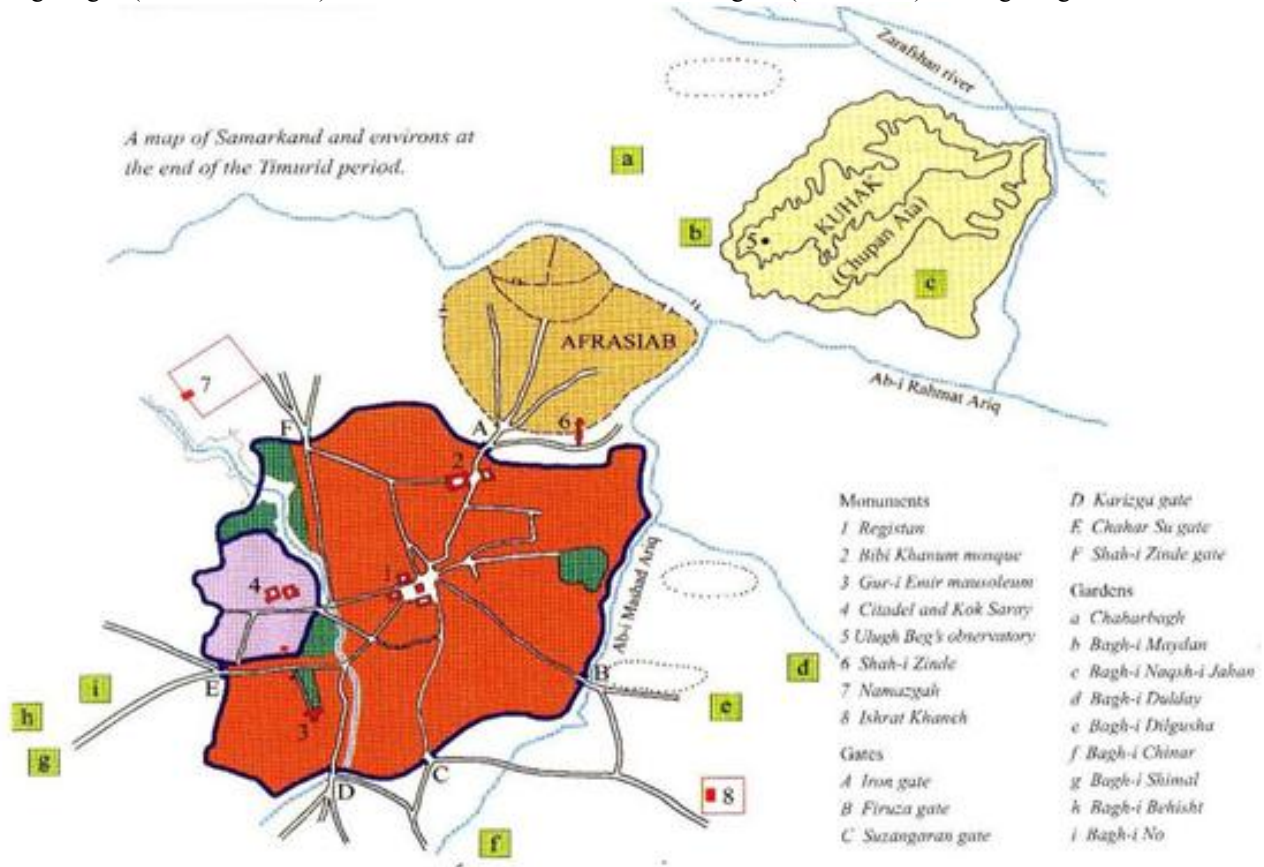 A map of Samarkand and environs at
the end of the Timurid period.
Zarafshan river
a
b
KUHAK
(Chupan Ata)
5
c
AFRASIAB
Ab-i Rahmat Ariq
7
F
A
6
2
1
4
Ab-i Mashad Ariq
E
B
d
i
h
g
e
3
D
C
8
f
Monuments
1 Registan
2 Bibi Khanum mosque
3 Gur-i Emir mausoleum
4 Citadel and Kok Saray
5 Ulugh Beg's observatory
6 Shah-i Zinde
7 Namazgah
8 Ishrat Khaneh
Gates
A Iron gate
B Firuza gate
C Suzangaran gate
D Karizga gate
E Chahar Su gate
F Shah-i Zinde gate
Gardens
a Chaharbagh
b Bagh-i Maydan
c Bagh-i Naqsh-i Jahan
d Bagh-i Dulday
e Bagh-i Dilgusha
f Bagh-i Chinar
g Bagh-i Shimal
h Bagh-i Behisht
i Bagh-i No